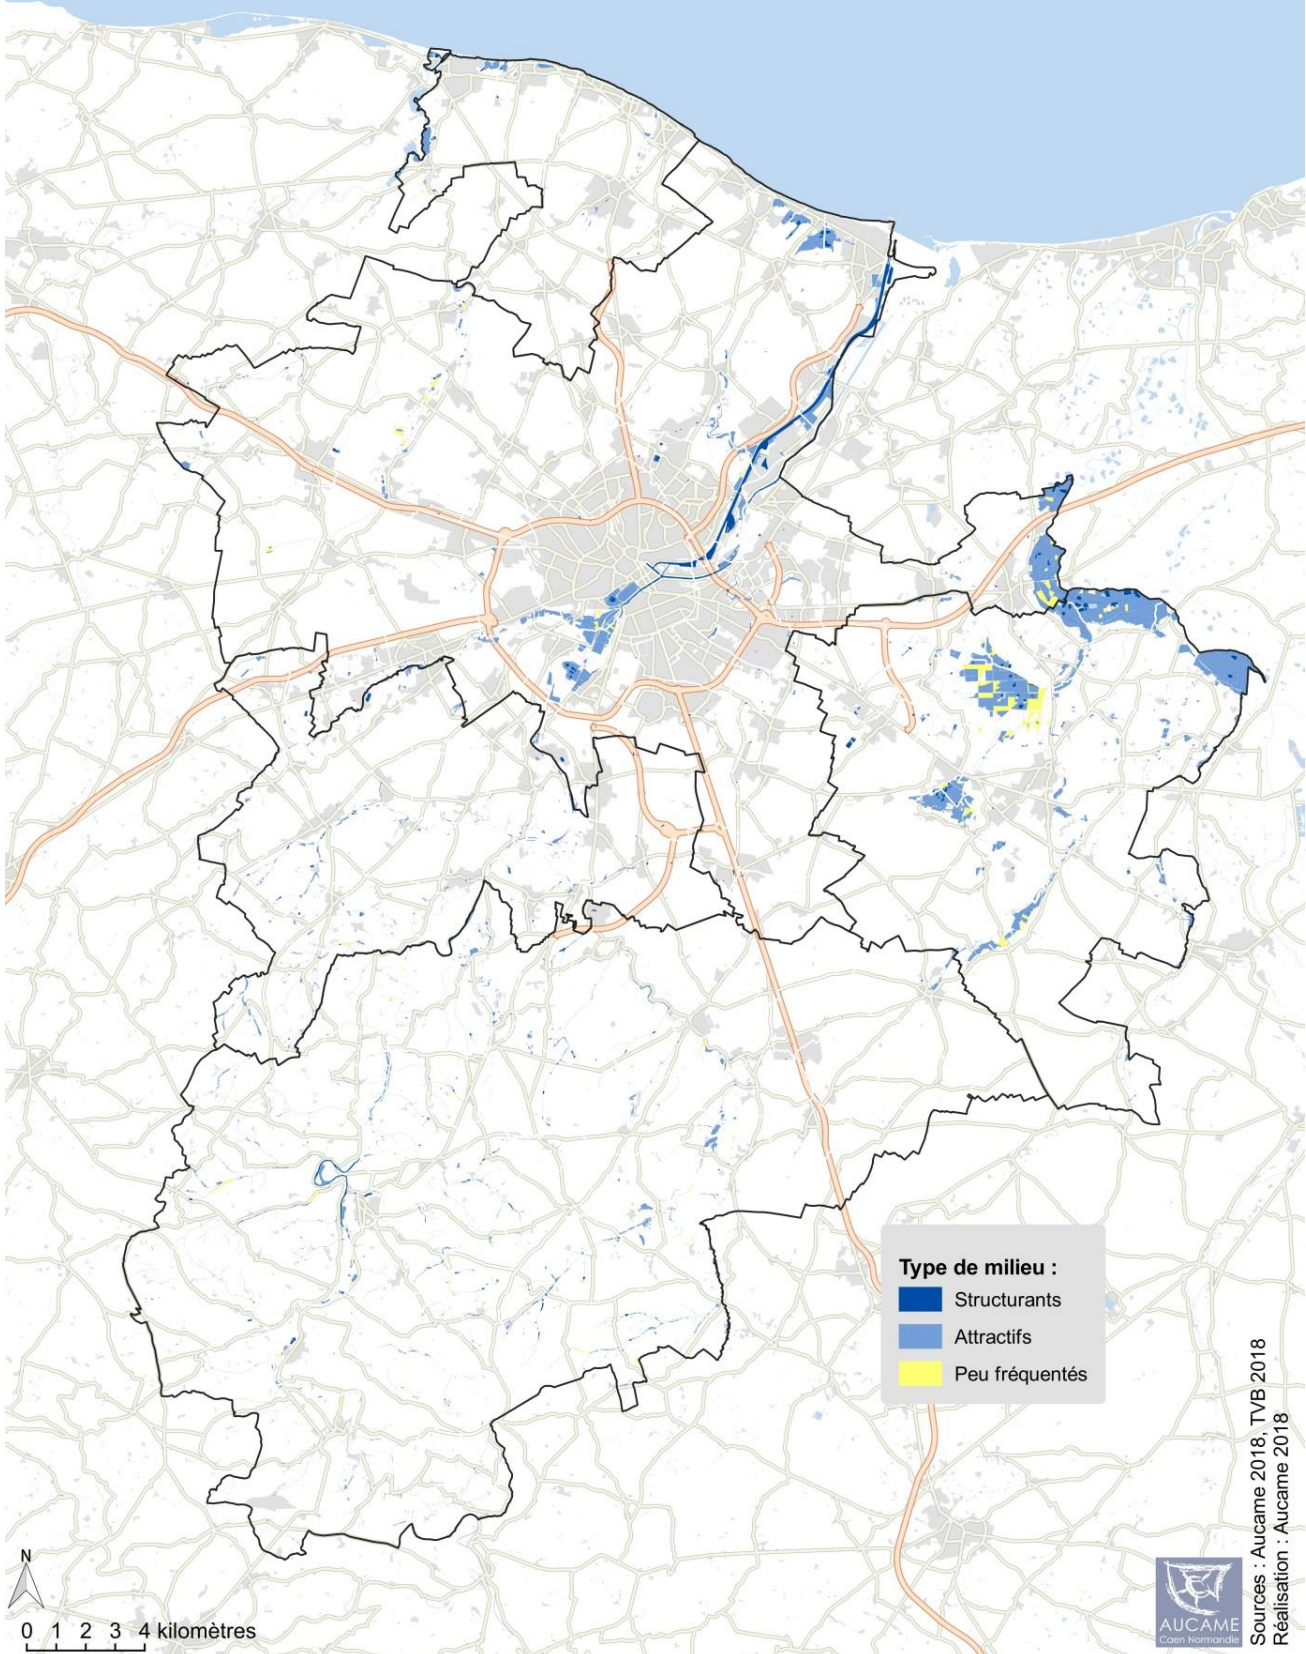 Type de milieu :
Structurants
Attractifs
Peu fréquentés
N
0 1 2 3 4 kilomètres
AUCAME
Caen Normandie
Sources : Aucame 2018, TVB 2018
Réalisation : Aucame 2018